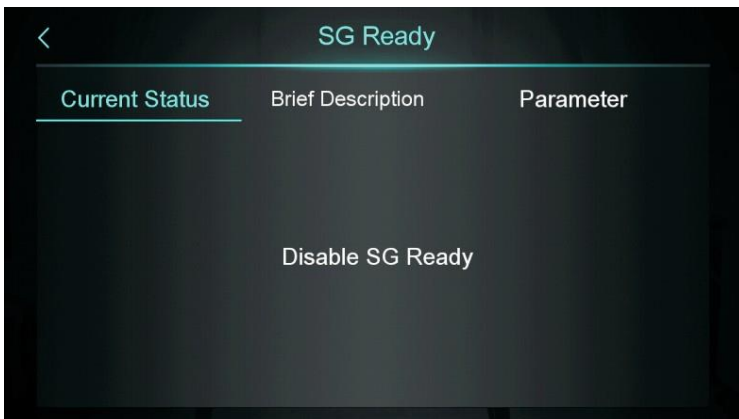 SG Ready
Current Status
Brief Description
Parameter
Disable SG Ready